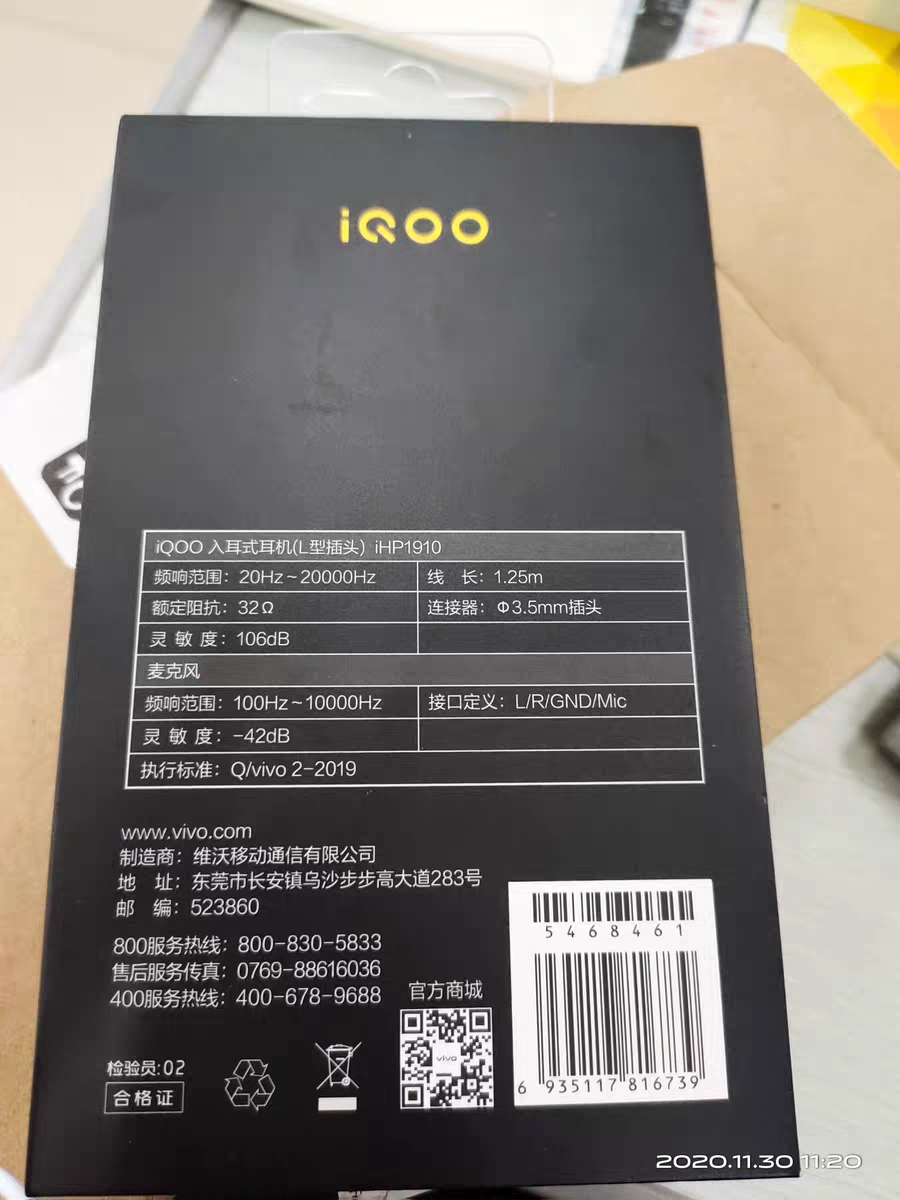 iQOO
iQOO 入耳式耳机(L型插头) iHP1910
频响范围：20Hz~20000Hz 线 长：1.25m
额定阻抗：32Ω 连接器：Φ3.5mm插头
灵 敏 度：106dB
麦克风
频响范围：100Hz~10000Hz 接口定义：L/R/GND/Mic
灵 敏 度：-42dB
执行标准：Q/vivo 2-2019
www.vivo.com
制造商：维沃移动通信有限公司
地 址：东莞市长安镇乌沙步步高大道283号
邮 编：523860
800服务热线：800-830-5833
售后服务传真：0769-88616036
400服务热线：400-678-9688
官方商城
vivo
检验员:02
合格证
5468461
6 935117 816739
2020.11.30 11:20